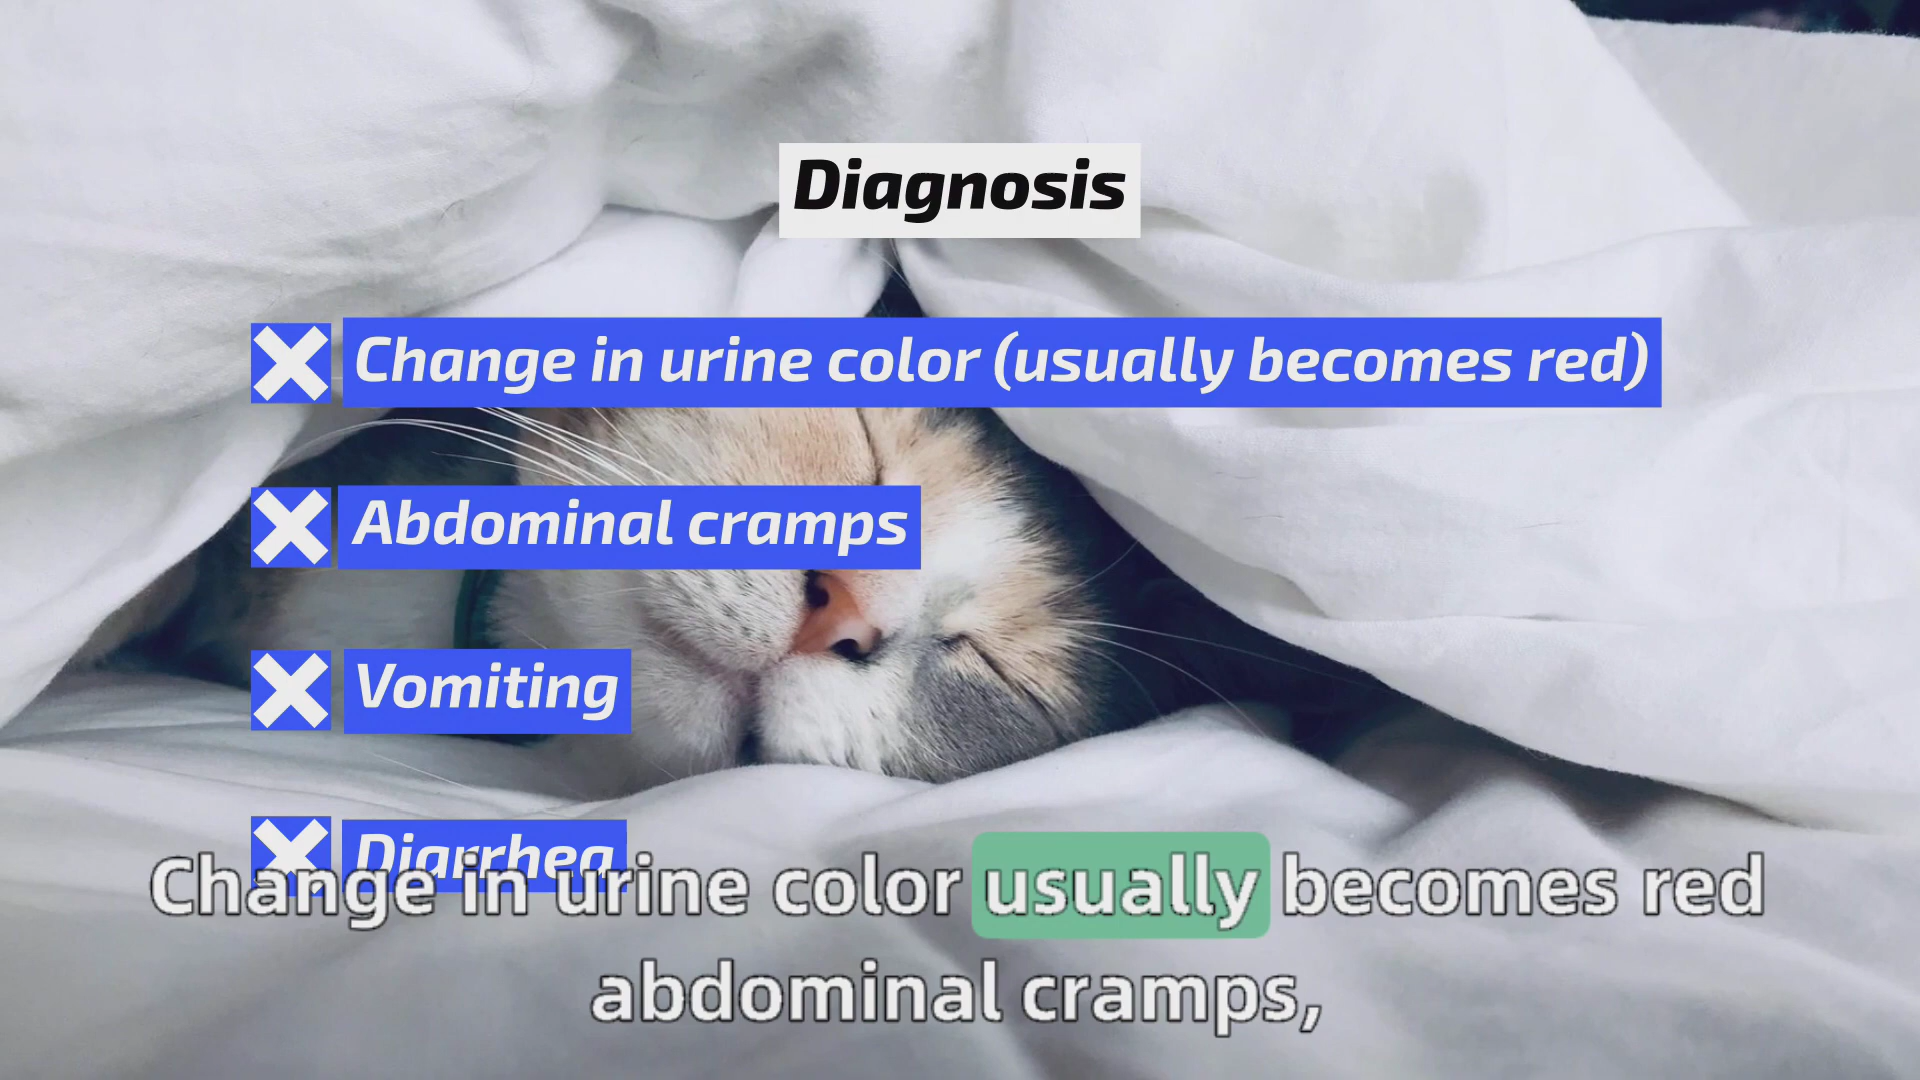 Diagnosis
Change in urine color (usually becomes red)
Abdominal cramps
Vomiting
Diarrhea
Change in urine color usually becomes red
abdominal cramps,